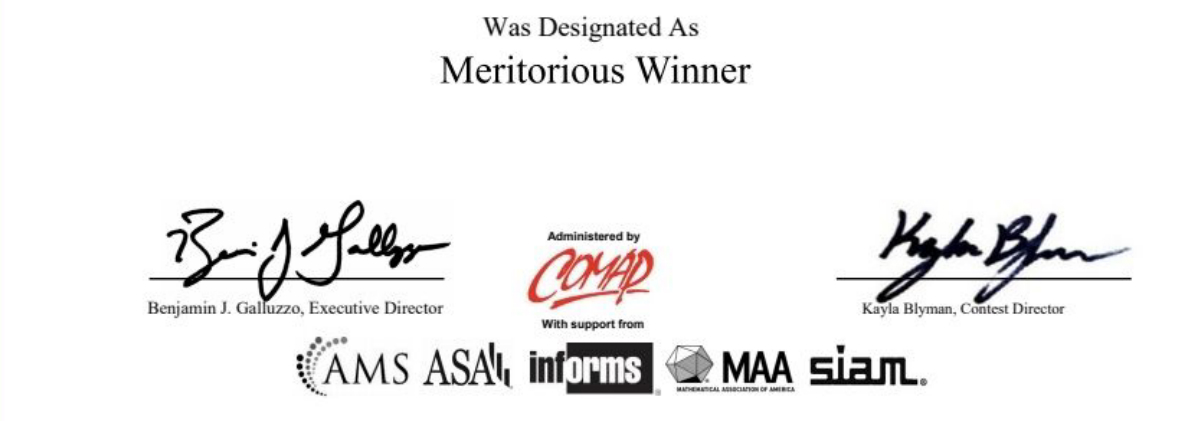 Was Designated As
Meritorious Winner
Administered by
COMAP
Benjamin J. Galluzzo, Executive Director
Kayla Blyman, Contest Director
With support from
AMS ASA informs MAA siam.
MATHEMATICAL ASSOCIATION OF AMERICA